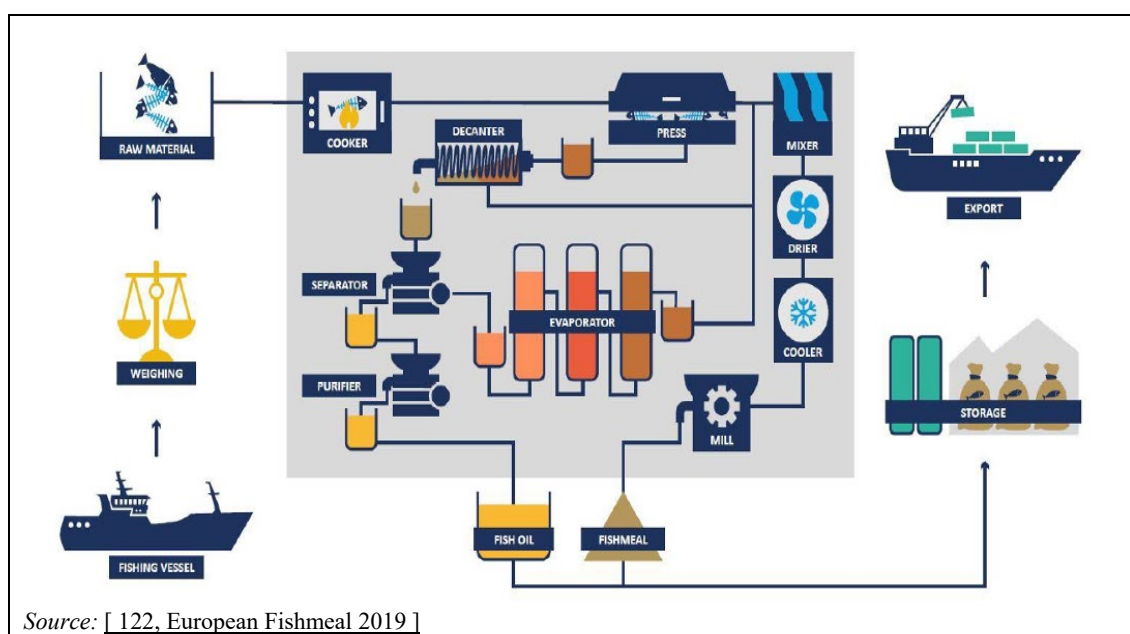 RAW MATERIAL
COOKER
DECANTER
PRESS
MIXER
EXPORT
DRIER
SEPARATOR
EVAPORATOR
WEIGHING
COOLER
PURIFIER
STORAGE
MILL
FISH OIL
FISHMEAL
FISHING VESSEL
Source: [ 122, European Fishmeal 2019 ]